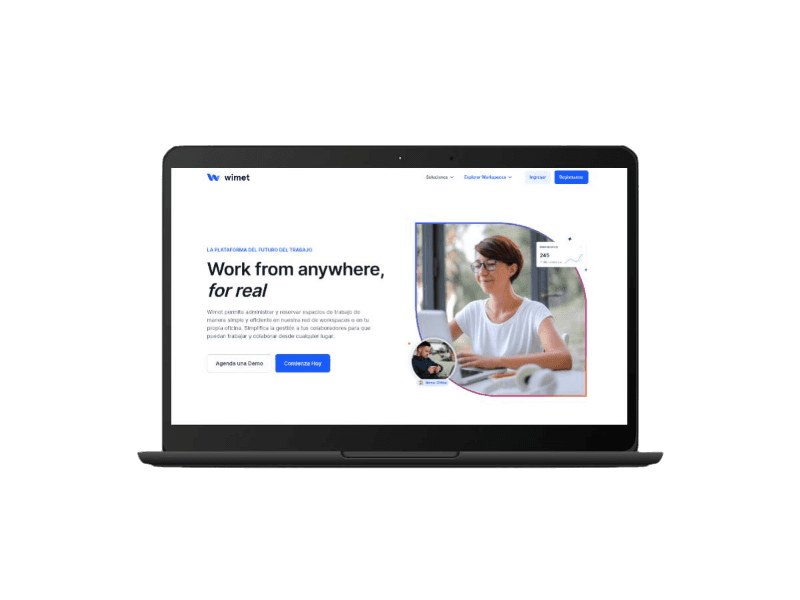 wimet
Soluciones
Explorar Workspaces
Ingresar
Registrarse
LA PLATAFORMA DEL FUTURO DEL TRABAJO
Work from anywhere,
for real
Wimet permite administrar y reservar espacios de trabajo de
manera simple y eficiente en nuestra red de workspaces o en tu
propia oficina. Simplifica la gestión a tus colaboradores para que
puedan trabajar y colaborar desde cualquier lugar.
Agenda una Demo
Comienza Hoy
245